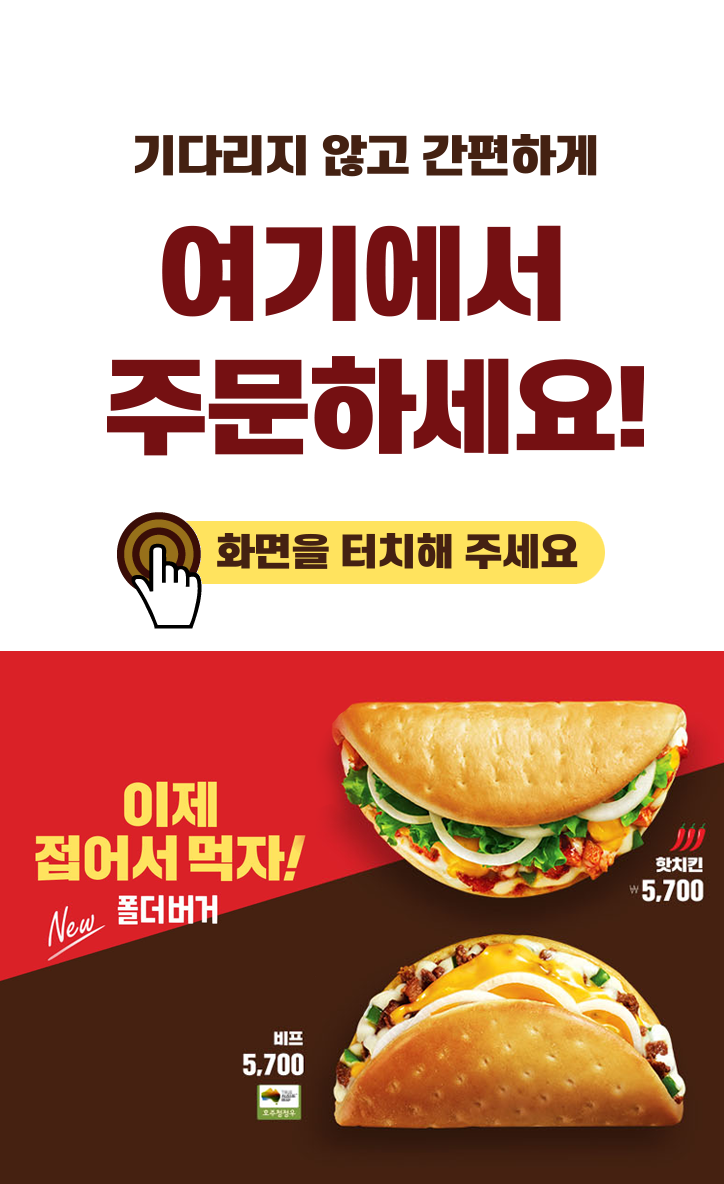 기다리지 않고 간편하게
여기에서
주문하세요!
화면을 터치해 주세요
이제
접어서 먹자!
New 폴더버거
핫치킨
₩5,700
비프
5,700
호주청정우